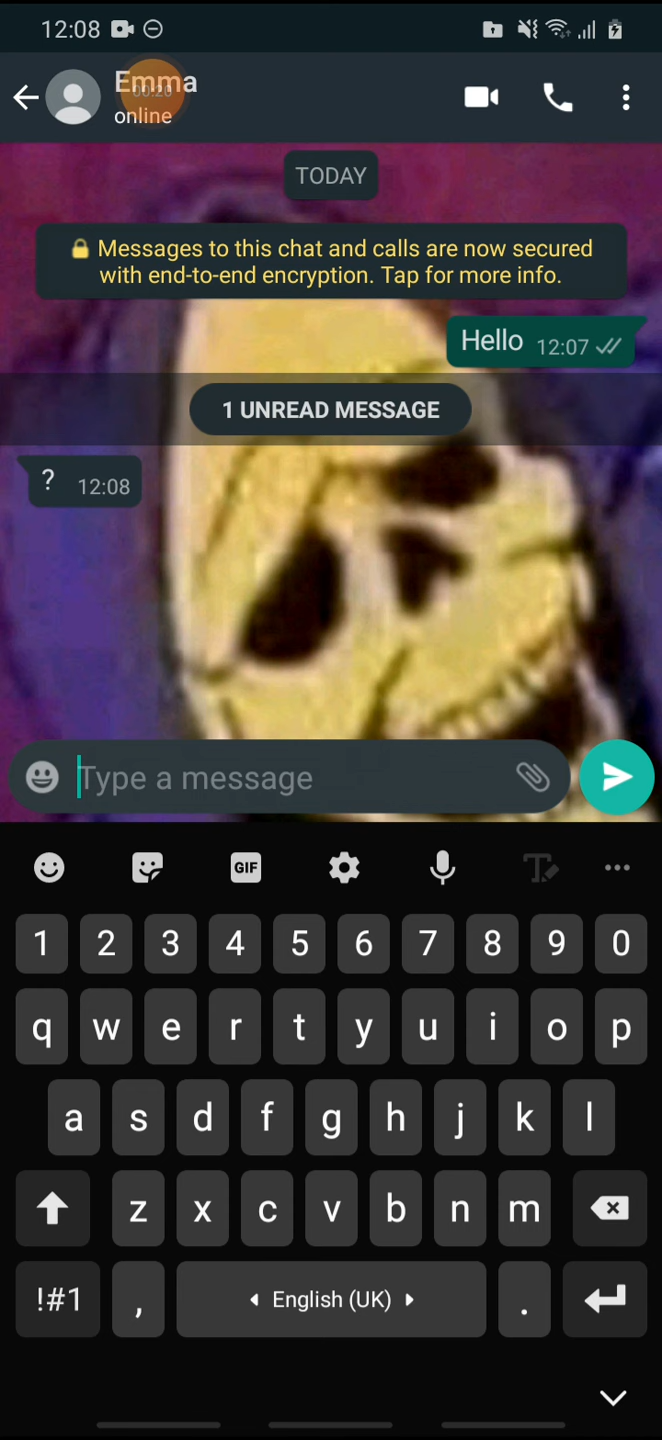 12:08
Emma
00:20
online
TODAY
Messages to this chat and calls are now secured
with end-to-end encryption. Tap for more info.
Hello 12:07
1 UNREAD MESSAGE
? 12:08
Type a message
GIF
1 2 3 4 5 6 7 8 9 0
q w e r t y u i o p
a s d f g h j k l
z x c v b n m
!#1 , English (UK) .